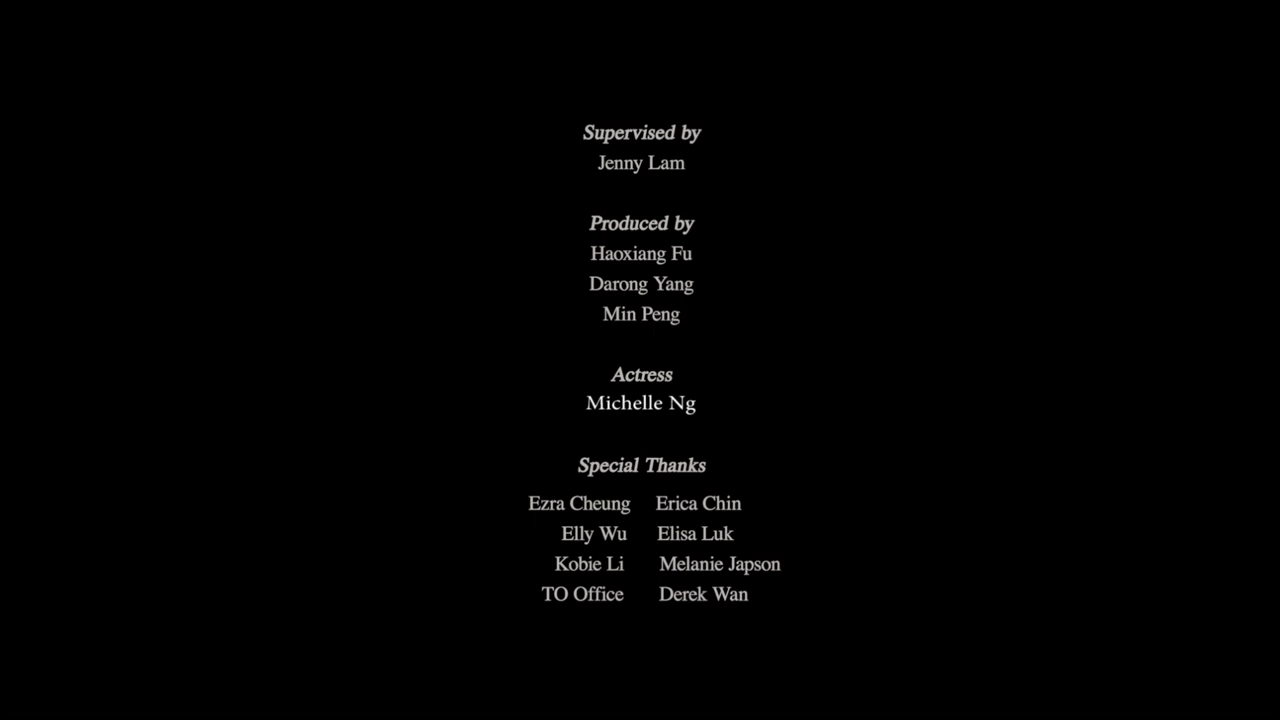 Supervised by
Jenny Lam
Produced by
Haoxiang Fu
Darong Yang
Min Peng
Actress
Michelle Ng
Special Thanks
Ezra Cheung Erica Chin
Elly Wu Elisa Luk
Kobie Li Melanie Japson
TO Office Derek Wan